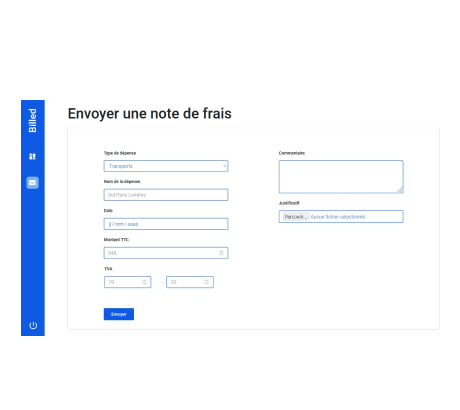 Billed
Envoyer une note de frais
Type de dépense
Transports
Nom de la dépense
Vol Paris Londres
Date
jj / mm / aaaa
Montant TTC
348
TVA
70
20
Envoyer
Commentaire
Justificatif
Parcourir... Aucun fichier sélectionné.